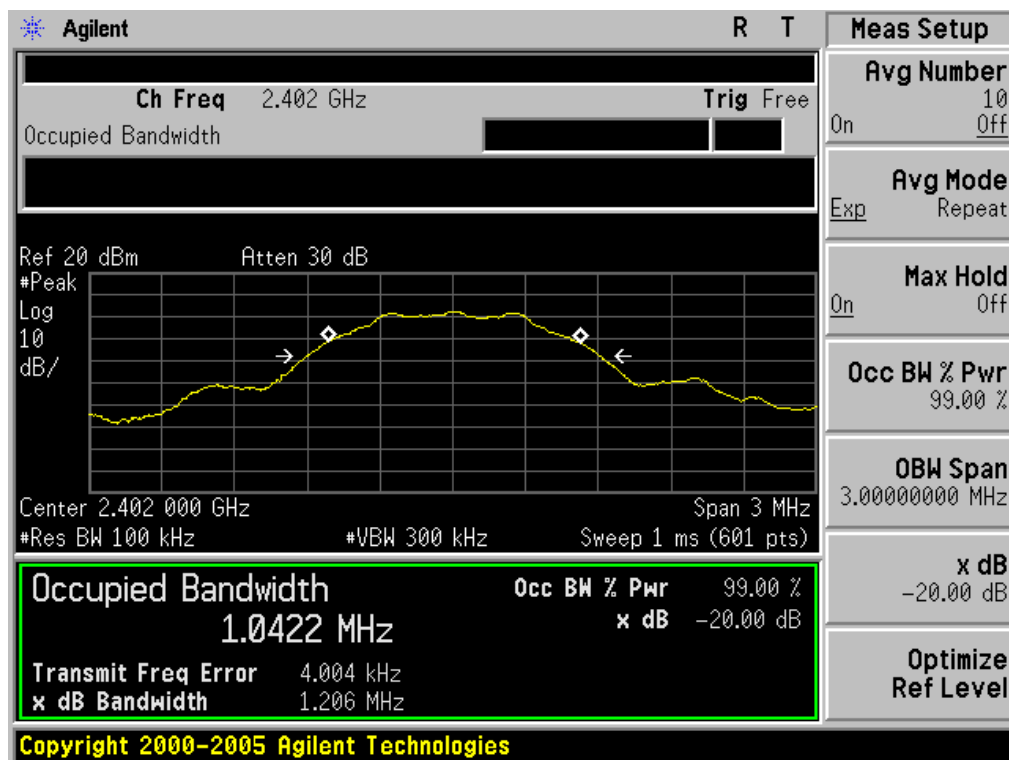 Agilent R T
Ch Freq 2.402 GHz Trig Free
Occupied Bandwidth
Ref 20 dBm Atten 30 dB
#Peak
Log
10
dB/
Center 2.402 000 GHz Span 3 MHz
#Res BW 100 kHz #VBW 300 kHz Sweep 1 ms (601 pts)
Occupied Bandwidth Occ BW % Pwr 99.00 %
1.0422 MHz x dB -20.00 dB
Transmit Freq Error 4.004 kHz
x dB Bandwidth 1.206 MHz
Copyright 2000-2005 Agilent Technologies
Meas Setup
Avg Number
10
On Off
Avg Mode
Exp Repeat
Max Hold
On Off
Occ BW % Pwr
99.00 %
OBW Span
3.00000000 MHz
x dB
-20.00 dB
Optimize
Ref Level